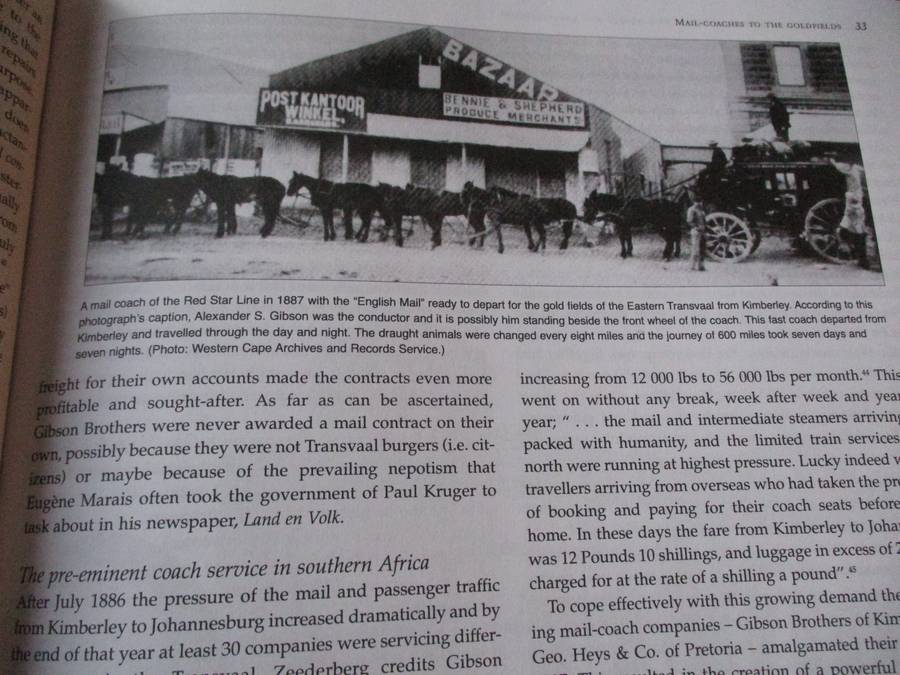 MAIL-COACHES TO THE GOLDFIELDS 33
BAZAAR
POST KANTOOR
WINKEL
BENNIE & SHEPHERD
PRODUCE MERCHANTS
A mail coach of the Red Star Line in 1887 with the "English Mail" ready to depart for the gold fields of the Eastern Transvaal from Kimberley. According to this
photograph's caption, Alexander S. Gibson was the conductor and it is possibly him standing beside the front wheel of the coach. This fast coach departed from
Kimberley and travelled through the day and night. The draught animals were changed every eight miles and the journey of 600 miles took seven days and
seven nights. (Photo: Western Cape Archives and Records Service.)
freight for their own accounts made the contracts even more
profitable and sought-after. As far as can be ascertained,
Gibson Brothers were never awarded a mail contract on their
own, possibly because they were not Transvaal burgers (i.e. cit-
izens) or maybe because of the prevailing nepotism that
Eugène Marais often took the government of Paul Kruger to
task about in his newspaper, Land en Volk.
The pre-eminent coach service in southern Africa
After July 1886 the pressure of the mail and passenger traffic
from Kimberley to Johannesburg increased dramatically and by
the end of that year at least 30 companies were servicing differ-
Transvaal. Zeederberg credits Gibson
increasing from 12 000 lbs to 56 000 lbs per month.44 This
went on without any break, week after week and year
year; " . . . the mail and intermediate steamers arriving
packed with humanity, and the limited train services
north were running at highest pressure. Lucky indeed
travellers arriving from overseas who had taken the
of booking and paying for their coach seats before
home. In these days the fare from Kimberley to
was 12 Pounds 10 shillings, and luggage in excess of
charged for at the rate of a shilling a pound".45
To cope effectively with this growing demand the
ing mail-coach companies – Gibson Brothers of
Geo. Heys & Co. of Pretoria – amalgamated their
This resulted in the creation of a powerful